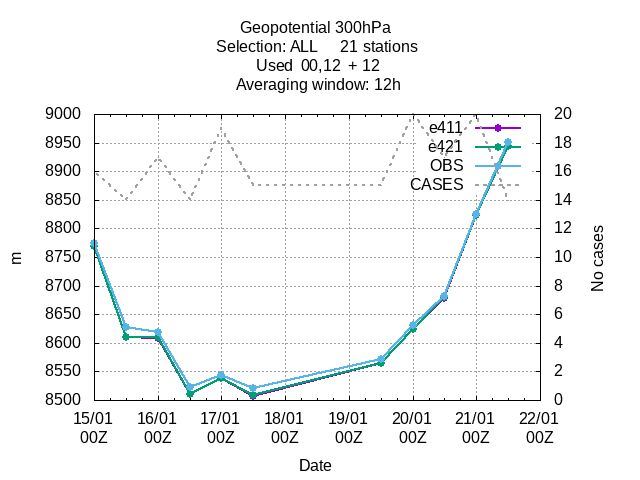 Geopotential 300hPa
Selection: ALL 21 stations
Used 00,12 + 12
Averaging window: 12h
9000
8950
8900
8850
8800
8750
8700
8650
8600
8550
8500
m
e411
e421
OBS
CASES
20
18
16
14
12
10
8
6
4
2
0
No cases
15/01 16/01 17/01 18/01 19/01 20/01 21/01 22/01
00Z 00Z 00Z 00Z 00Z 00Z 00Z 00Z
Date